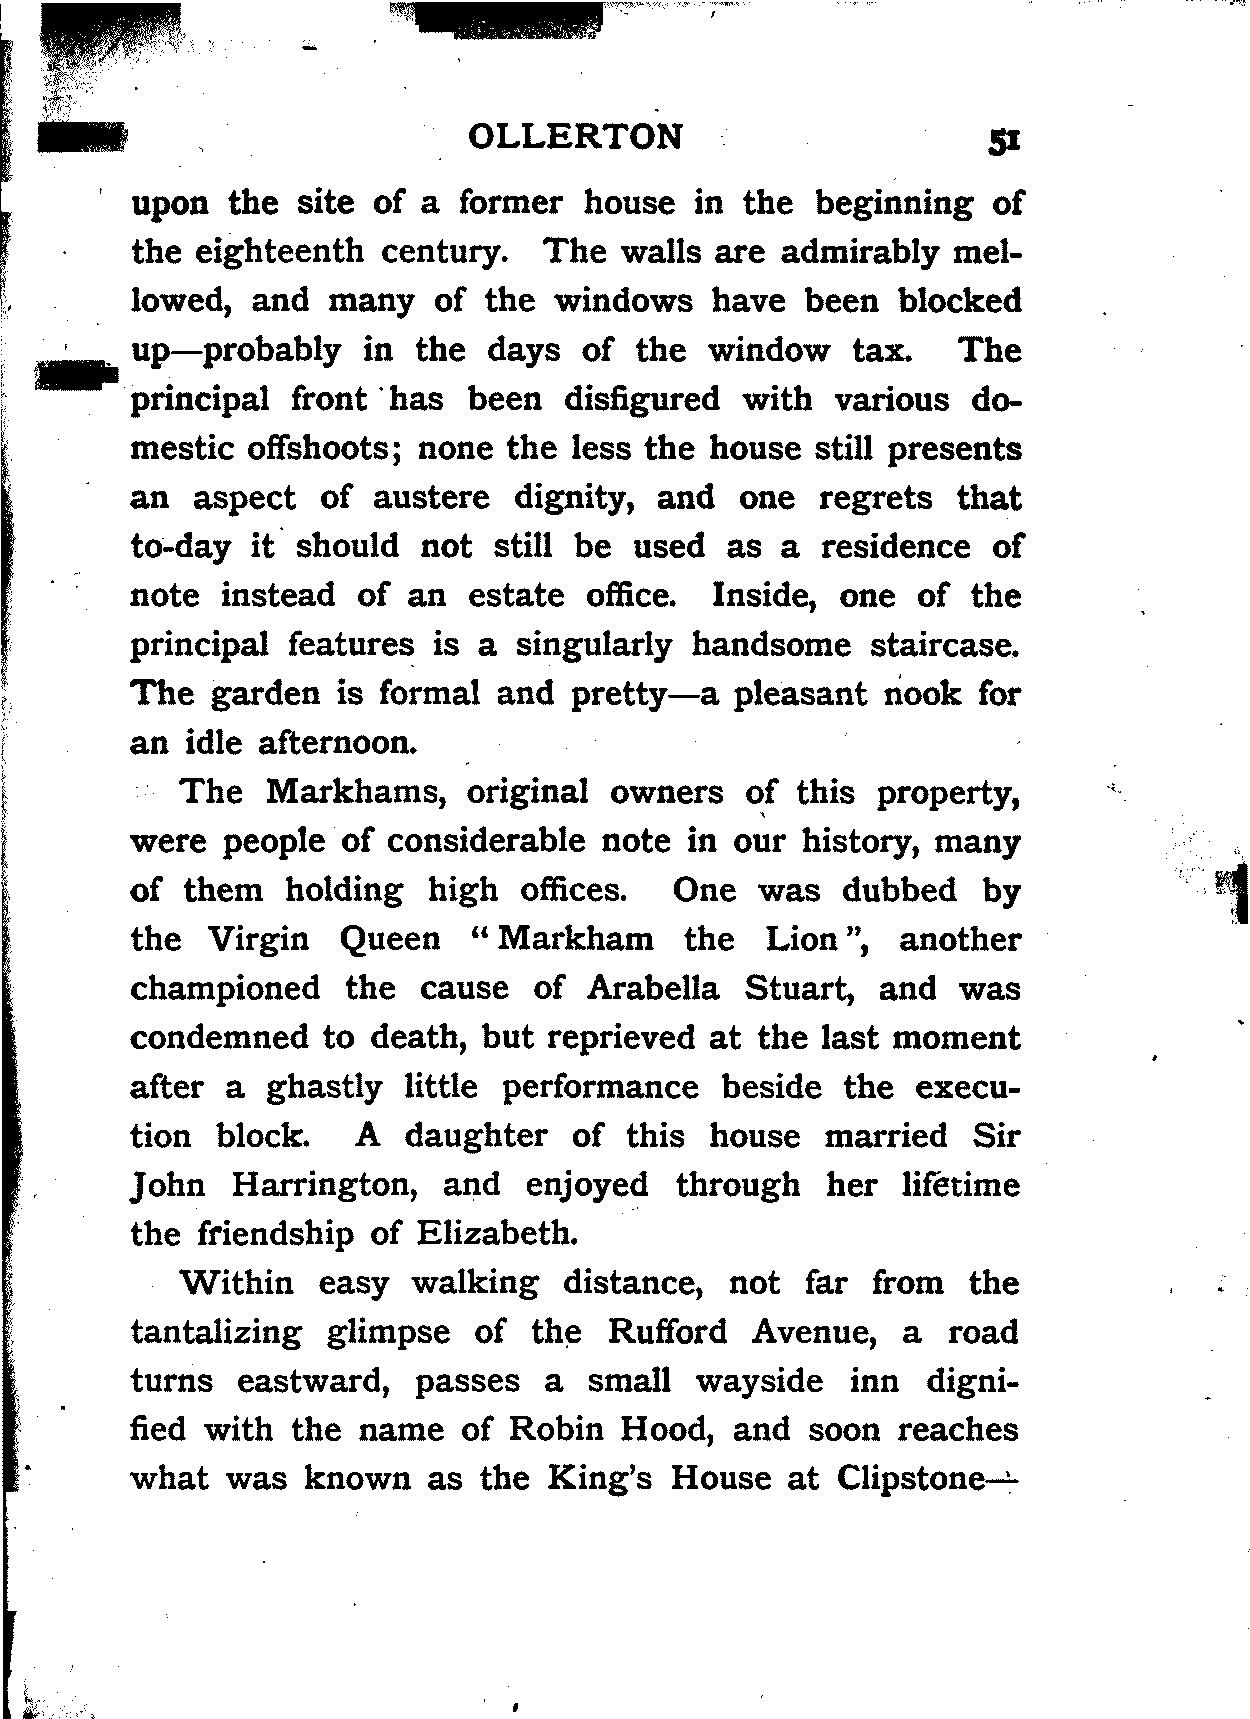 OLLERTON 51
upon the site of a former house in the beginning of
the eighteenth century. The walls are admirably mel-
lowed, and many of the windows have been blocked
up—probably in the days of the window tax. The
principal front has been disfigured with various do-
mestic offshoots; none the less the house still presents
an aspect of austere dignity, and one regrets that
to-day it should not still be used as a residence of
note instead of an estate office. Inside, one of the
principal features is a singularly handsome staircase.
The garden is formal and pretty—a pleasant nook for
an idle afternoon.
The Markhams, original owners of this property,
were people of considerable note in our history, many
of them holding high offices. One was dubbed by
the Virgin Queen "Markham the Lion", another
championed the cause of Arabella Stuart, and was
condemned to death, but reprieved at the last moment
after a ghastly little performance beside the execu-
tion block. A daughter of this house married Sir
John Harrington, and enjoyed through her lifetime
the friendship of Elizabeth.
Within easy walking distance, not far from the
tantalizing glimpse of the Rufford Avenue, a road
turns eastward, passes a small wayside inn digni-
fied with the name of Robin Hood, and soon reaches
what was known as the King's House at Clipstone—